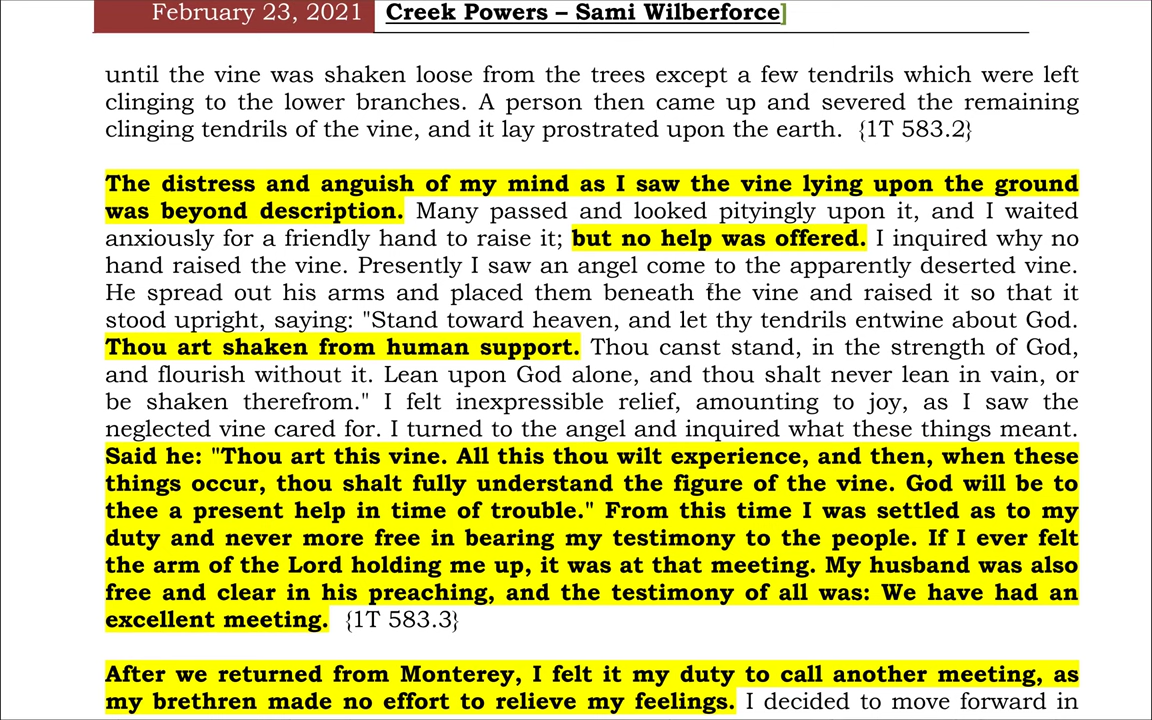 February 23, 2021 Creek Powers – Sami Wilberforce]
until the vine was shaken loose from the trees except a few tendrils which were left
clinging to the lower branches. A person then came up and severed the remaining
clinging tendrils of the vine, and it lay prostrated upon the earth. {1T 583.2}
The distress and anguish of my mind as I saw the vine lying upon the ground
was beyond description. Many passed and looked pityingly upon it, and I waited
anxiously for a friendly hand to raise it; but no help was offered. I inquired why no
hand raised the vine. Presently I saw an angel come to the apparently deserted vine.
He spread out his arms and placed them beneath the vine and raised it so that it
stood upright, saying: "Stand toward heaven, and let thy tendrils entwine about God.
Thou art shaken from human support. Thou canst stand, in the strength of God,
and flourish without it. Lean upon God alone, and thou shalt never lean in vain, or
be shaken therefrom." I felt inexpressible relief, amounting to joy, as I saw the
neglected vine cared for. I turned to the angel and inquired what these things meant.
Said he: "Thou art this vine. All this thou wilt experience, and then, when these
things occur, thou shalt fully understand the figure of the vine. God will be to
thee a present help in time of trouble." From this time I was settled as to my
duty and never more free in bearing my testimony to the people. If I ever felt
the arm of the Lord holding me up, it was at that meeting. My husband was also
free and clear in his preaching, and the testimony of all was: We have had an
excellent meeting. {1T 583.3}
After we returned from Monterey, I felt it my duty to call another meeting, as
my brethren made no effort to relieve my feelings. I decided to move forward in